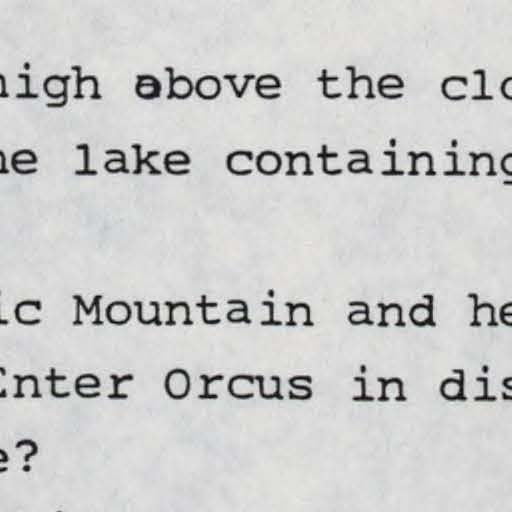 high above the clo
he lake containing
ic Mountain and he
Enter Orcus in dis
e?